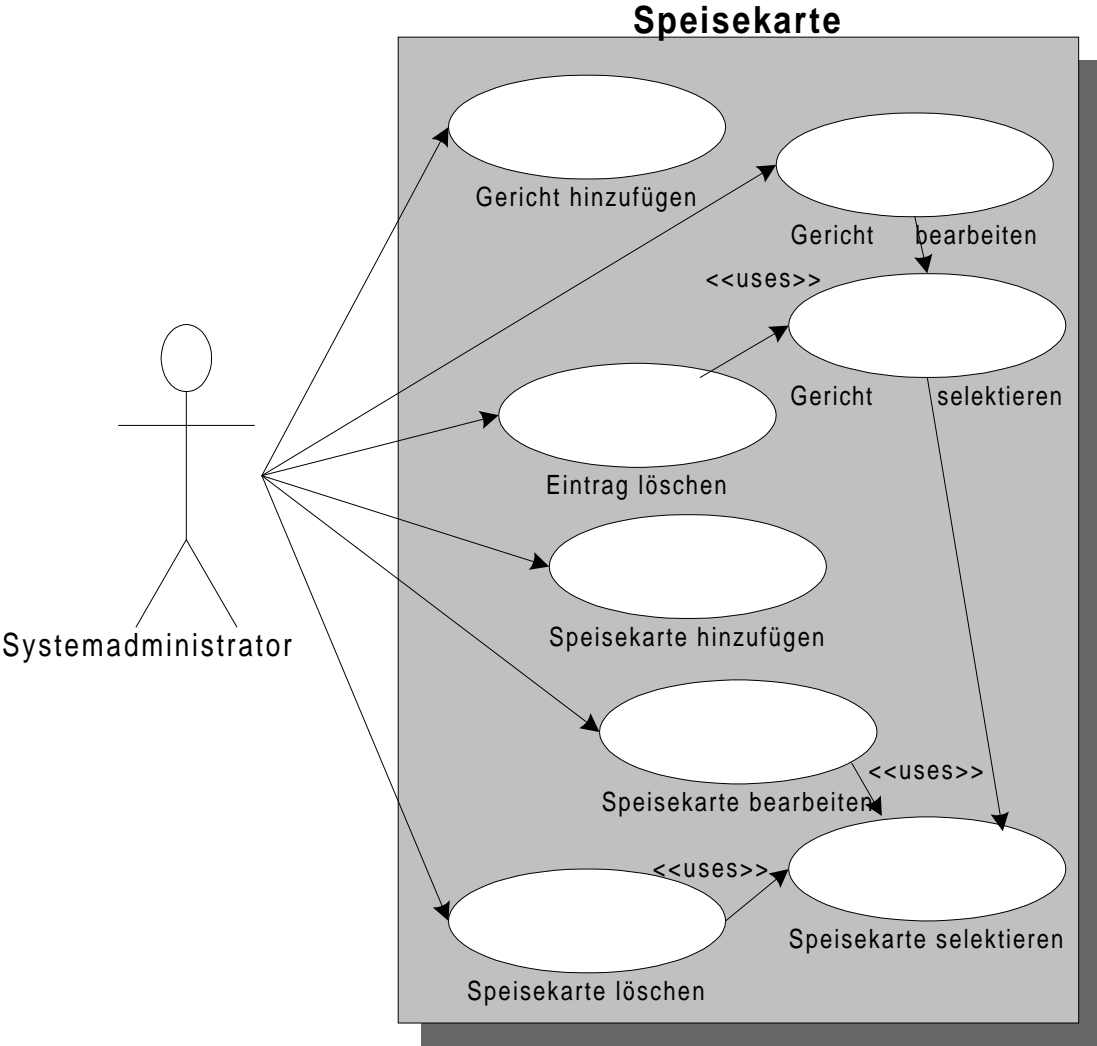 Speisekarte
Gericht hinzufügen
Gericht bearbeiten
<<uses>>
Gericht selektieren
Eintrag löschen
Speisekarte hinzufügen
Systemadministrator
<<uses>>
Speisekarte bearbeiten
<<uses>>
Speisekarte selektieren
Speisekarte löschen